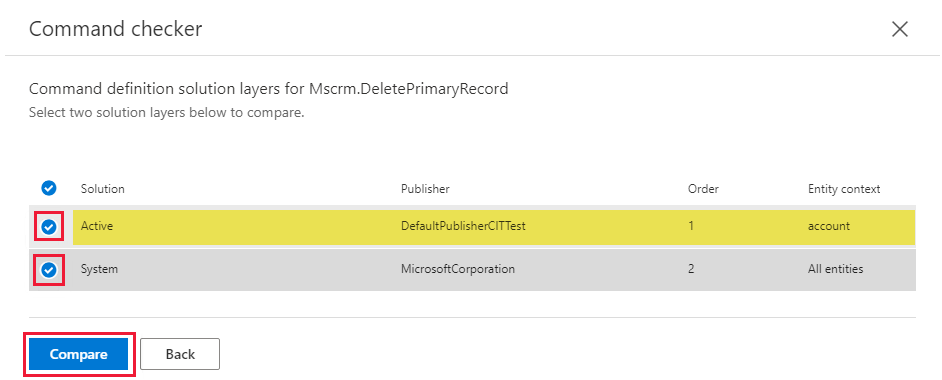 Command checker
Command definition solution layers for Mscrm.DeletePrimaryRecord
Select two solution layers below to compare.
Solution Publisher Order Entity context
Active DefaultPublisherCITTest 1 account
System MicrosoftCorporation 2 All entities
Compare Back